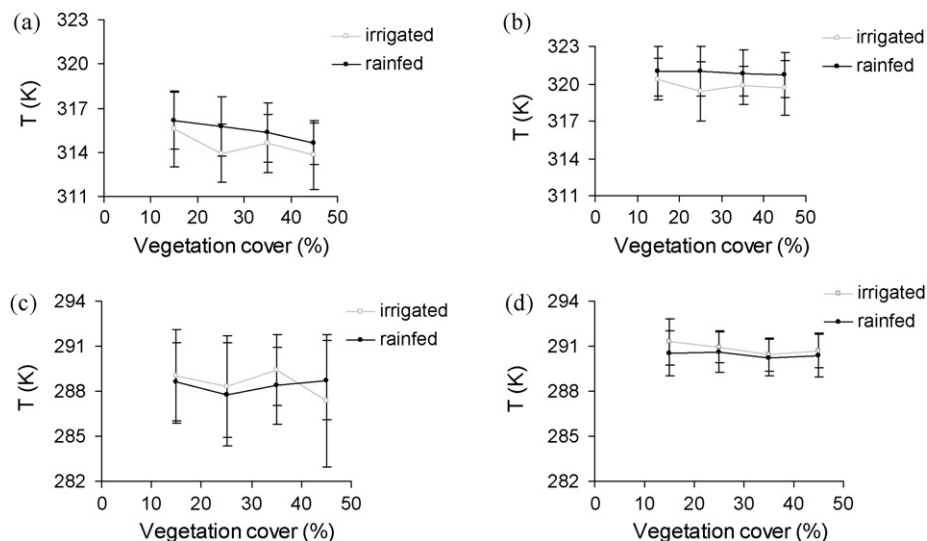 (a)
323
320
317
314
311
T (K)
0 10 20 30 40 50
Vegetation cover (%)
irrigated
rainfed
(b)
323
320
317
314
311
T (K)
0 10 20 30 40 50
Vegetation cover (%)
irrigated
rainfed
(c)
294
291
288
285
282
T (K)
0 10 20 30 40 50
Vegetation cover (%)
irrigated
rainfed
(d)
294
291
288
285
282
T (K)
0 10 20 30 40 50
Vegetation cover (%)
irrigated
rainfed